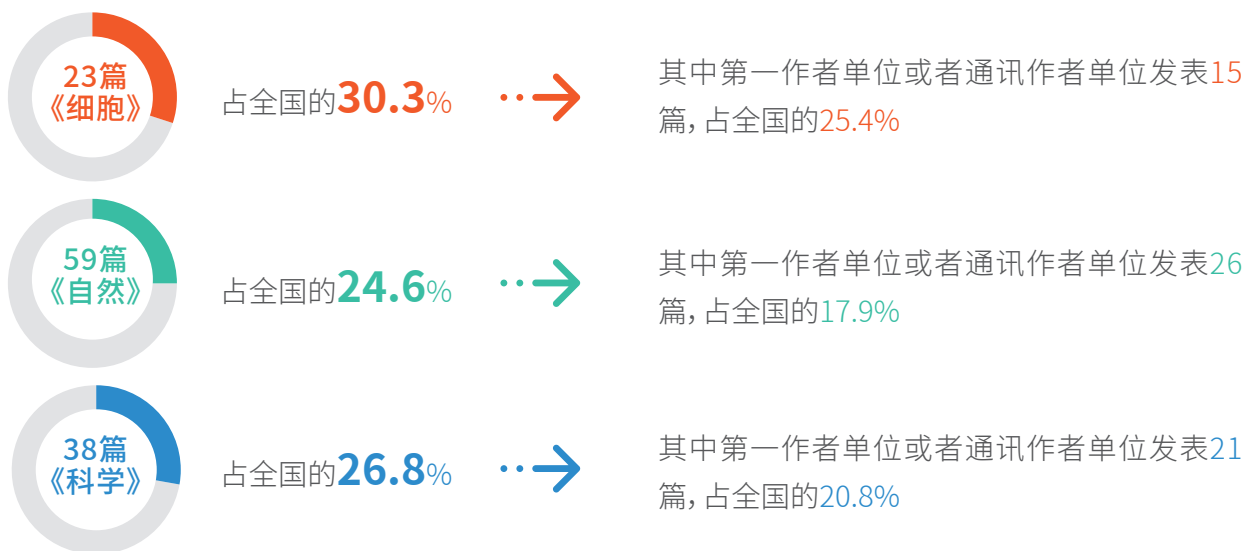 23篇
《细胞》
占全国的30.3%
其中第一作者单位或者通讯作者单位发表15
篇，占全国的25.4%
59篇
《自然》
占全国的24.6%
其中第一作者单位或者通讯作者单位发表26
篇，占全国的17.9%
38篇
《科学》
占全国的26.8%
其中第一作者单位或者通讯作者单位发表21
篇，占全国的20.8%